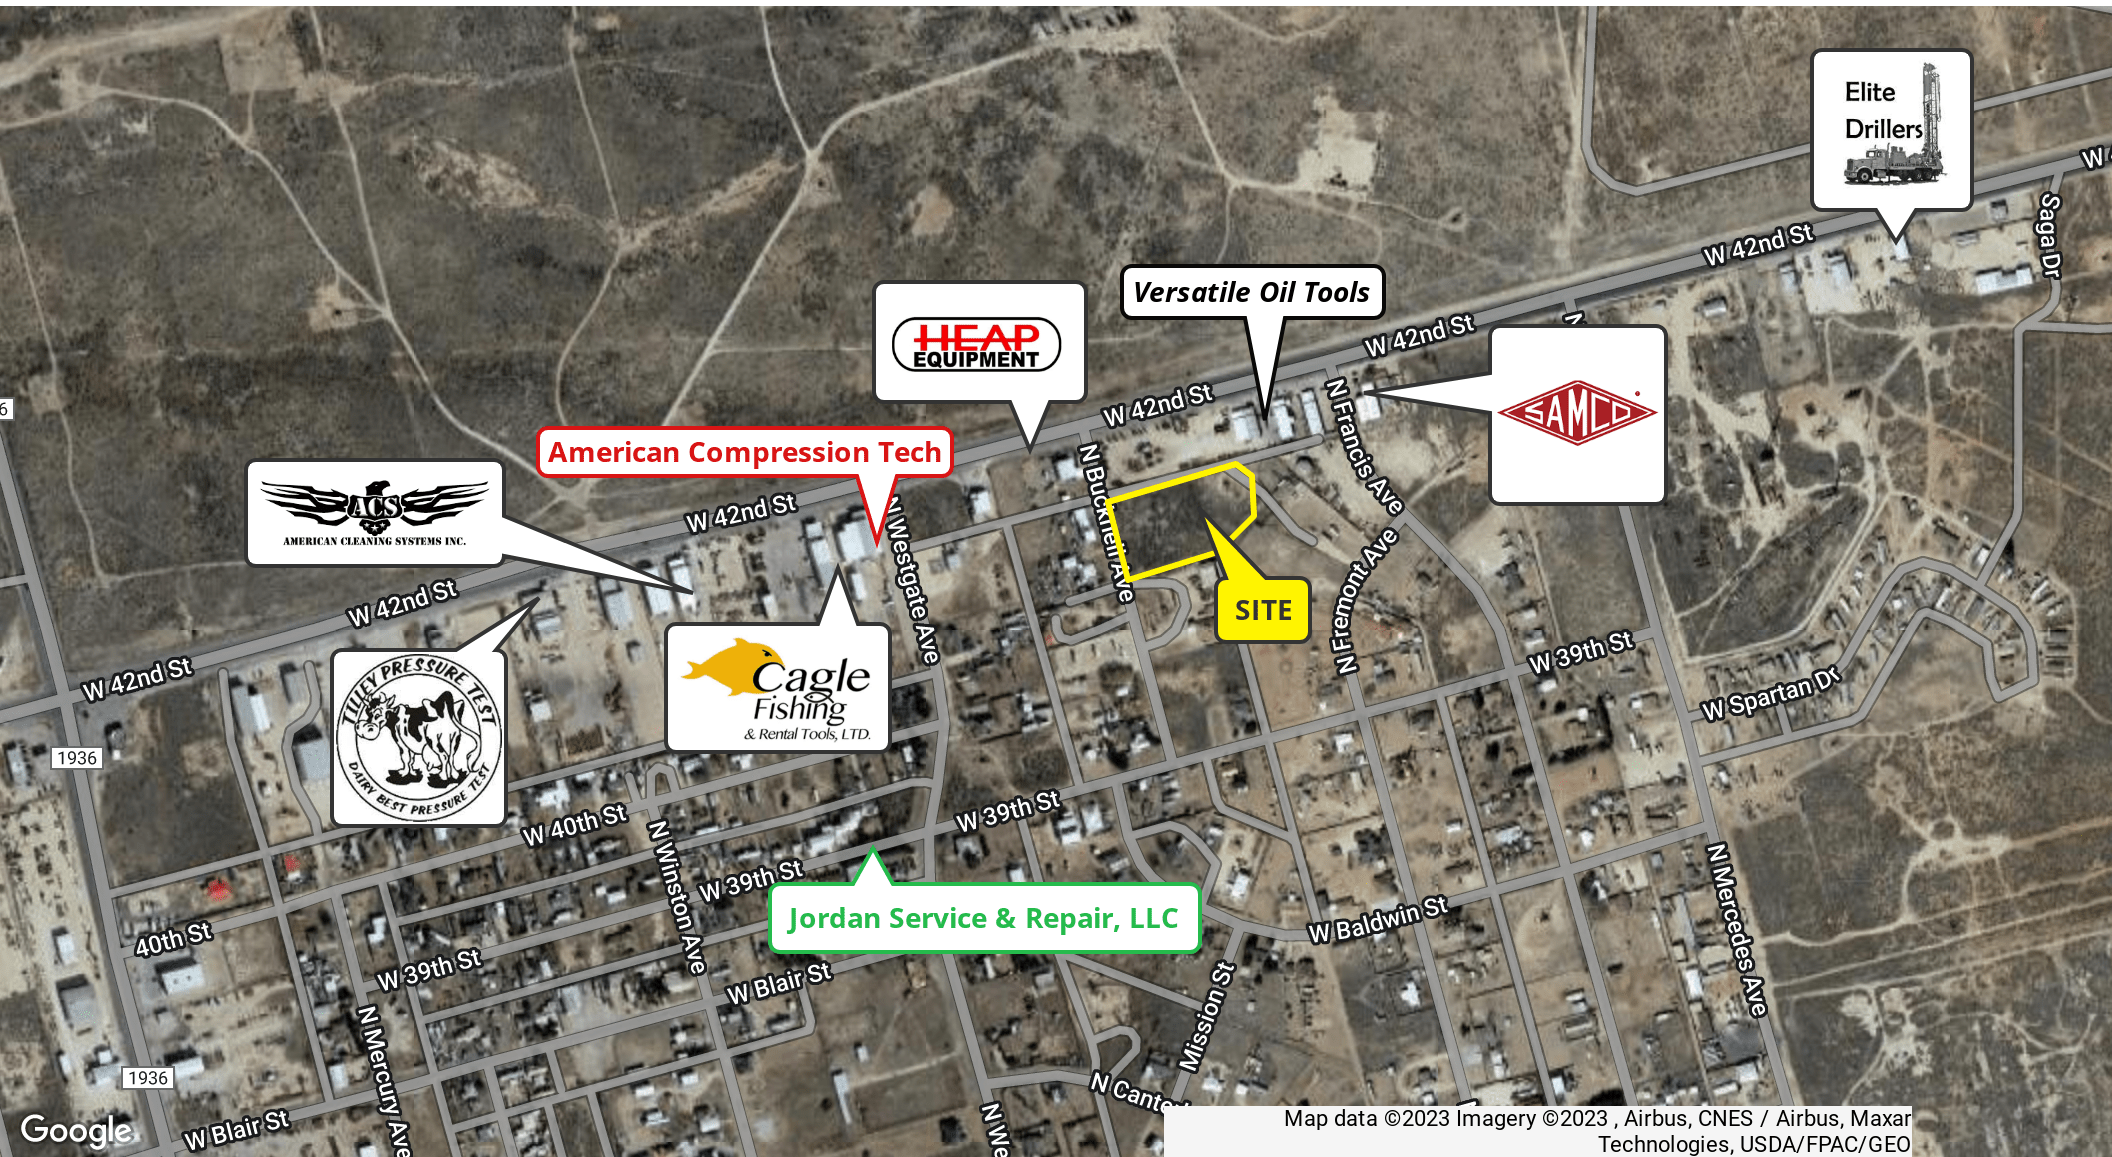 Elite
Drillers
W 42nd St
Saga Dr
Versatile Oil Tools
HEAP
EQUIPMENT
W 42nd St
N
SAMCO
W 42nd St
N Francis Ave
American Compression Tech
ACS
AMERICAN CLEANING SYSTEMS INC.
W 42nd St
N Westgate Ave
N Bucknell Ave
N Fremont Ave
SITE
W 42nd St
W 42nd St
TILLEY PRESSURE TEST
DAIRY BEST PRESSURE TEST
Cagle
Fishing
& Rental Tools, LTD.
W 39th St
W Spartan Dr
1936
W 40th St
W 39th St
N Winston Ave
W 39th St
Jordan Service & Repair, LLC
W Baldwin St
N Mercedes Ave
40th St
W 39th St
W Blair St
Mission St
N Mercury Ave
1936
N Cante
N We
W Blair St
Google
Map data ©2023 Imagery ©2023 , Airbus, CNES / Airbus, Maxar
Technologies, USDA/FPAC/GEO